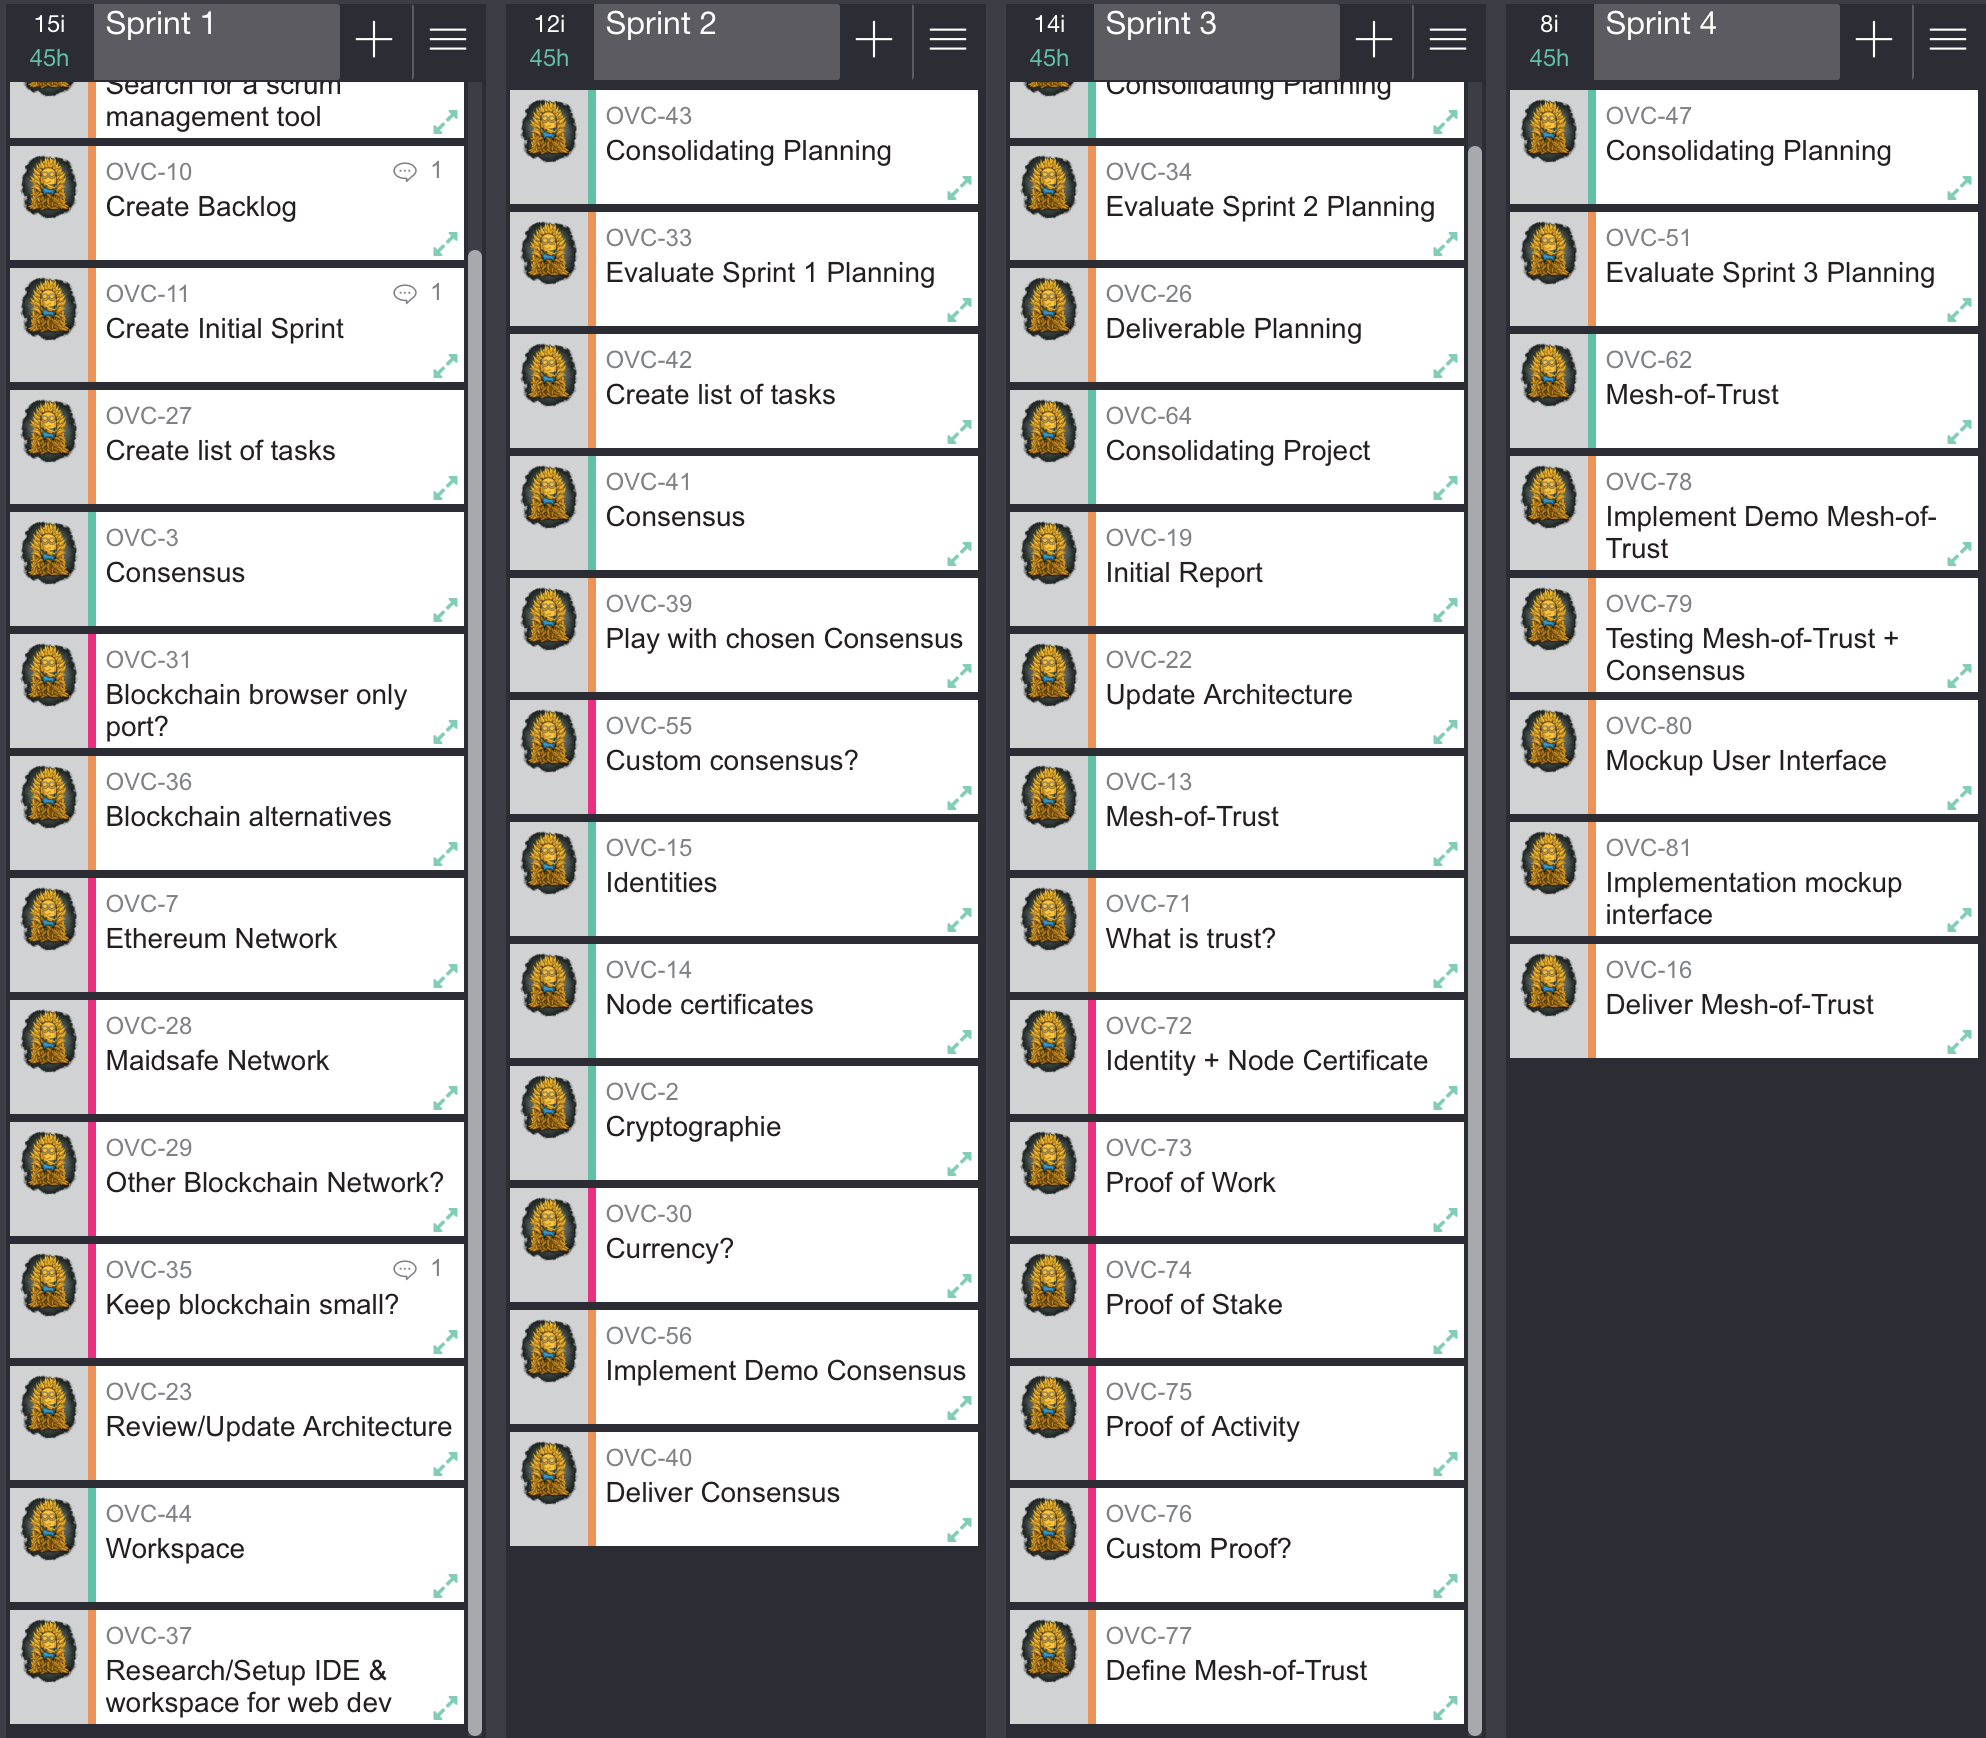 15i
45h
Sprint 1
Search for a scrum
management tool
OVC-10
1
Create Backlog
OVC-11
1
Create Initial Sprint
OVC-27
Create list of tasks
OVC-3
Consensus
OVC-31
Blockchain browser only
port?
OVC-36
Blockchain alternatives
OVC-7
Ethereum Network
OVC-28
Maidsafe Network
OVC-29
Other Blockchain Network?
OVC-35
1
Keep blockchain small?
OVC-23
Review/Update Architecture
OVC-44
Workspace
OVC-37
Research/Setup IDE &
workspace for web dev
12i
45h
Sprint 2
OVC-43
Consolidating Planning
OVC-33
Evaluate Sprint 1 Planning
OVC-42
Create list of tasks
OVC-41
Consensus
OVC-39
Play with chosen Consensus
OVC-55
Custom consensus?
OVC-15
Identities
OVC-14
Node certificates
OVC-2
Cryptographie
OVC-30
Currency?
OVC-56
Implement Demo Consensus
OVC-40
Deliver Consensus
14i
45h
Sprint 3
Consolidating Planning
OVC-34
Evaluate Sprint 2 Planning
OVC-26
Deliverable Planning
OVC-64
Consolidating Project
OVC-19
Initial Report
OVC-22
Update Architecture
OVC-13
Mesh-of-Trust
OVC-71
What is trust?
OVC-72
Identity + Node Certificate
OVC-73
Proof of Work
OVC-74
Proof of Stake
OVC-75
Proof of Activity
OVC-76
Custom Proof?
OVC-77
Define Mesh-of-Trust
8i
45h
Sprint 4
OVC-47
Consolidating Planning
OVC-51
Evaluate Sprint 3 Planning
OVC-62
Mesh-of-Trust
OVC-78
Implement Demo Mesh-of-
Trust
OVC-79
Testing Mesh-of-Trust +
Consensus
OVC-80
Mockup User Interface
OVC-81
Implementation mockup
interface
OVC-16
Deliver Mesh-of-Trust